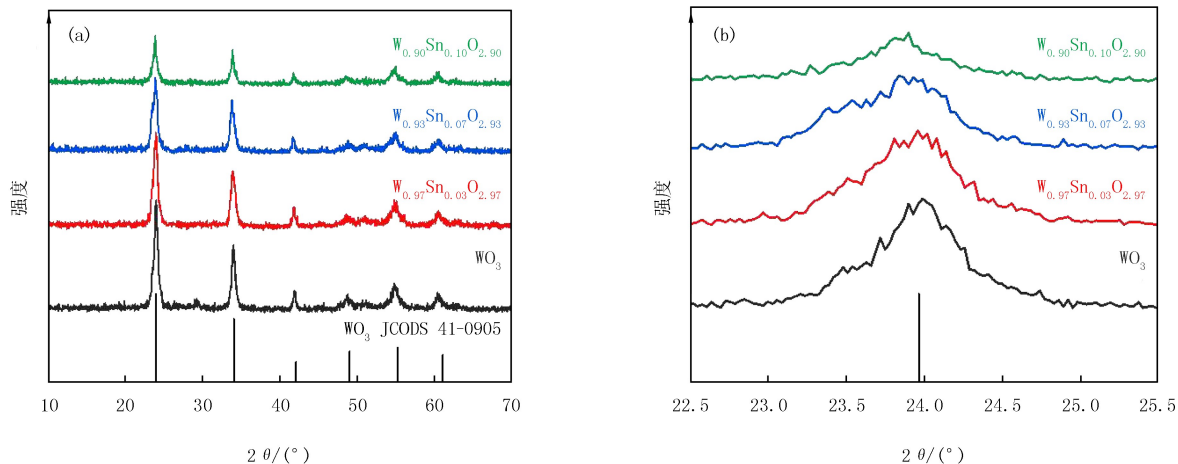 (a)
W0.90Sn0.10O2.90
W0.93Sn0.07O2.93
W0.97Sn0.03O2.97
WO3
WO3 JCODS 41-0905
强度
10 20 30 40 50 60 70
2 θ/(°)
(b)
W0.90Sn0.10O2.90
W0.93Sn0.07O2.93
W0.97Sn0.03O2.97
WO3
强度
22.5 23.0 23.5 24.0 24.5 25.0 25.5
2 θ/(°)